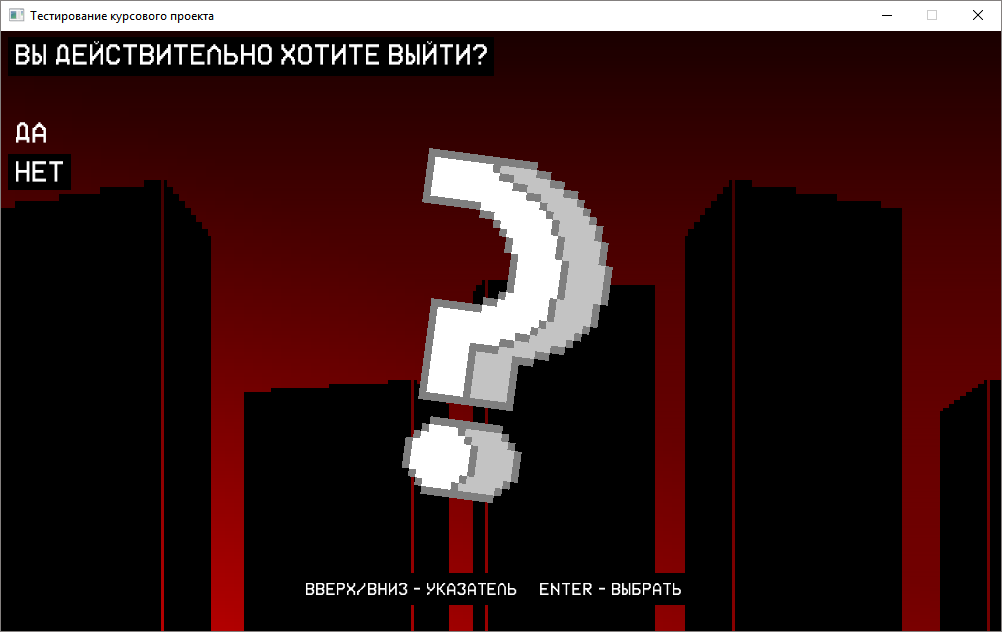 Тестирование курсового проекта
ВЫ ДЕЙСТВИТЕЛЬНО ХОТИТЕ ВЫЙТИ?
ДА
НЕТ
?
ВВЕРХ/ВНИЗ - УКАЗАТЕЛЬ ENTER - ВЫБРАТЬ